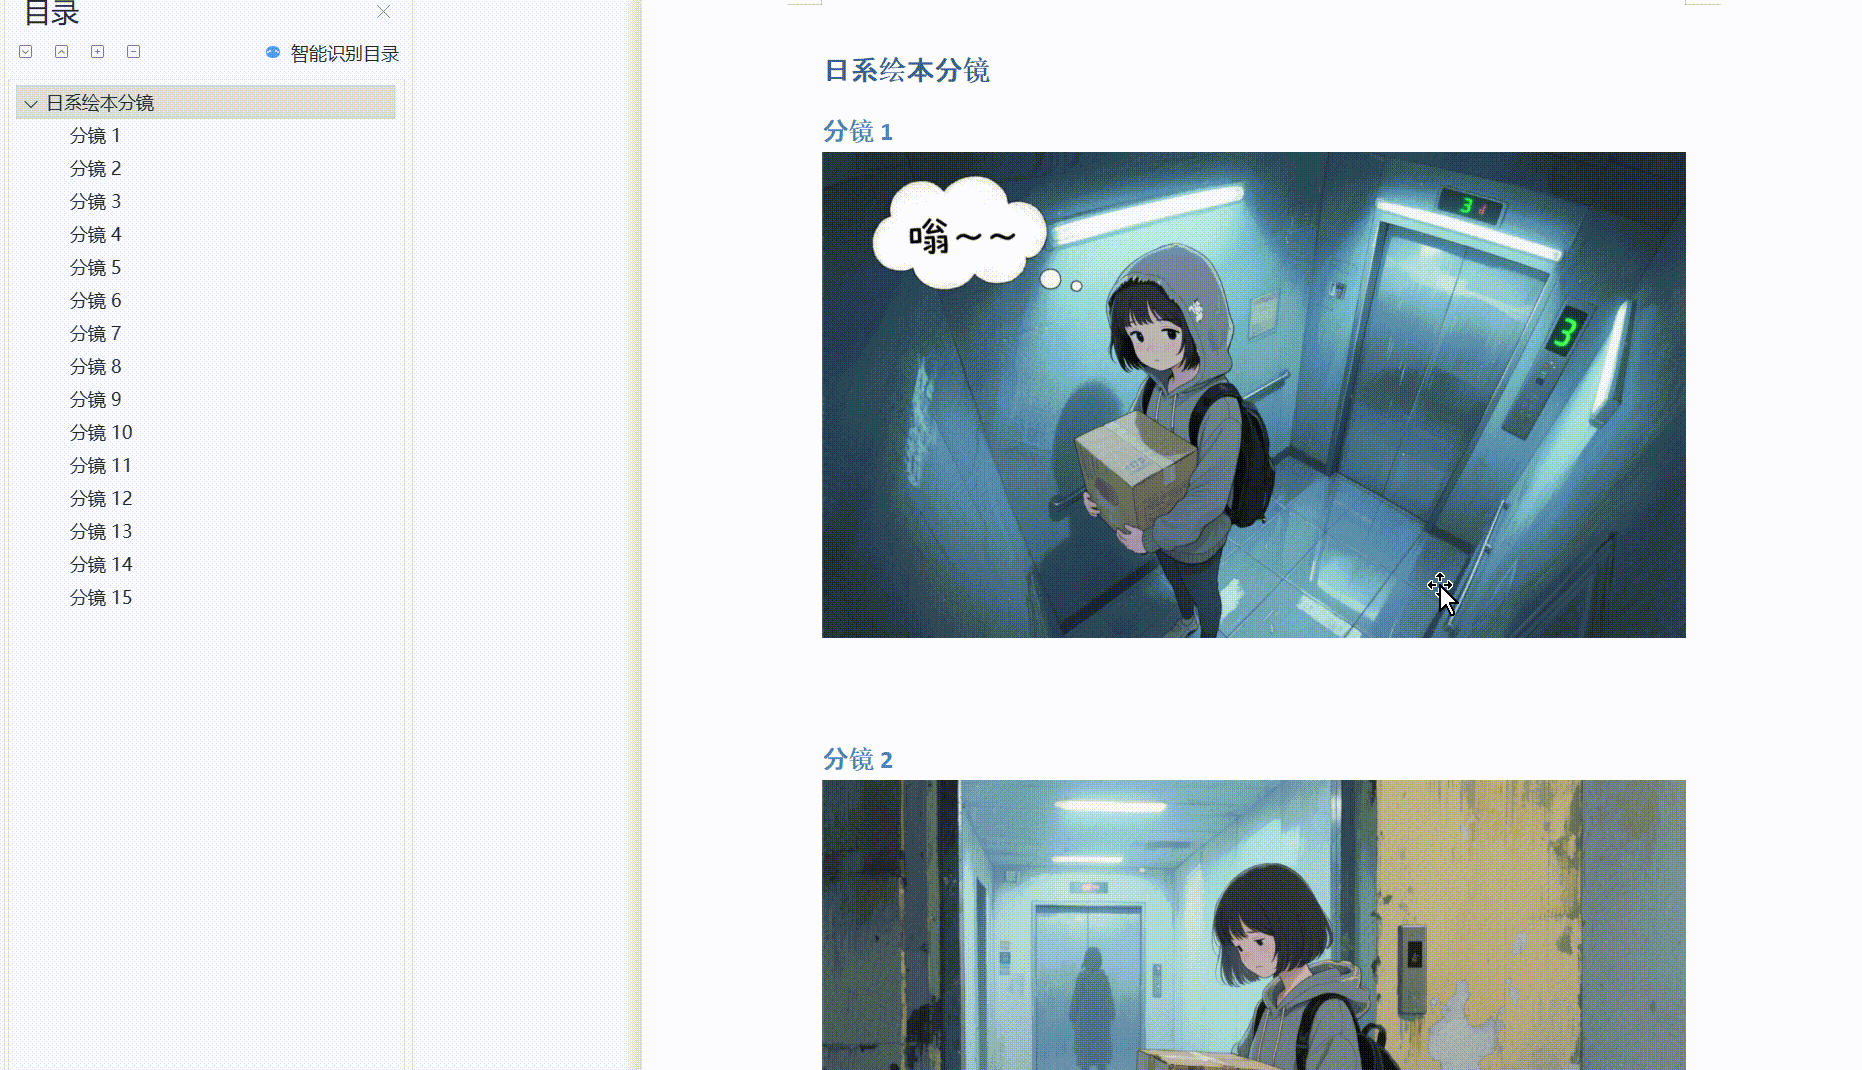 目录
智能识别目录
日系绘本分镜
分镜 1
分镜 2
分镜 3
分镜 4
分镜 5
分镜 6
分镜 7
分镜 8
分镜 9
分镜 10
分镜 11
分镜 12
分镜 13
分镜 14
分镜 15
日系绘本分镜
分镜 1
嗡～～
3
3
分镜 2